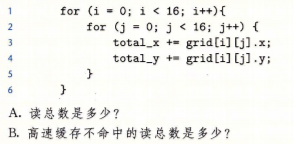 1 for (i = 0; i < 16; i++){
2 for (j = 0; j < 16; j++) {
3 total_x += grid[i][j].x;
4 total_y += grid[i][j].y;
5 }
6 }
A. 读总数是多少?
B. 高速缓存不命中的读总数是多少?